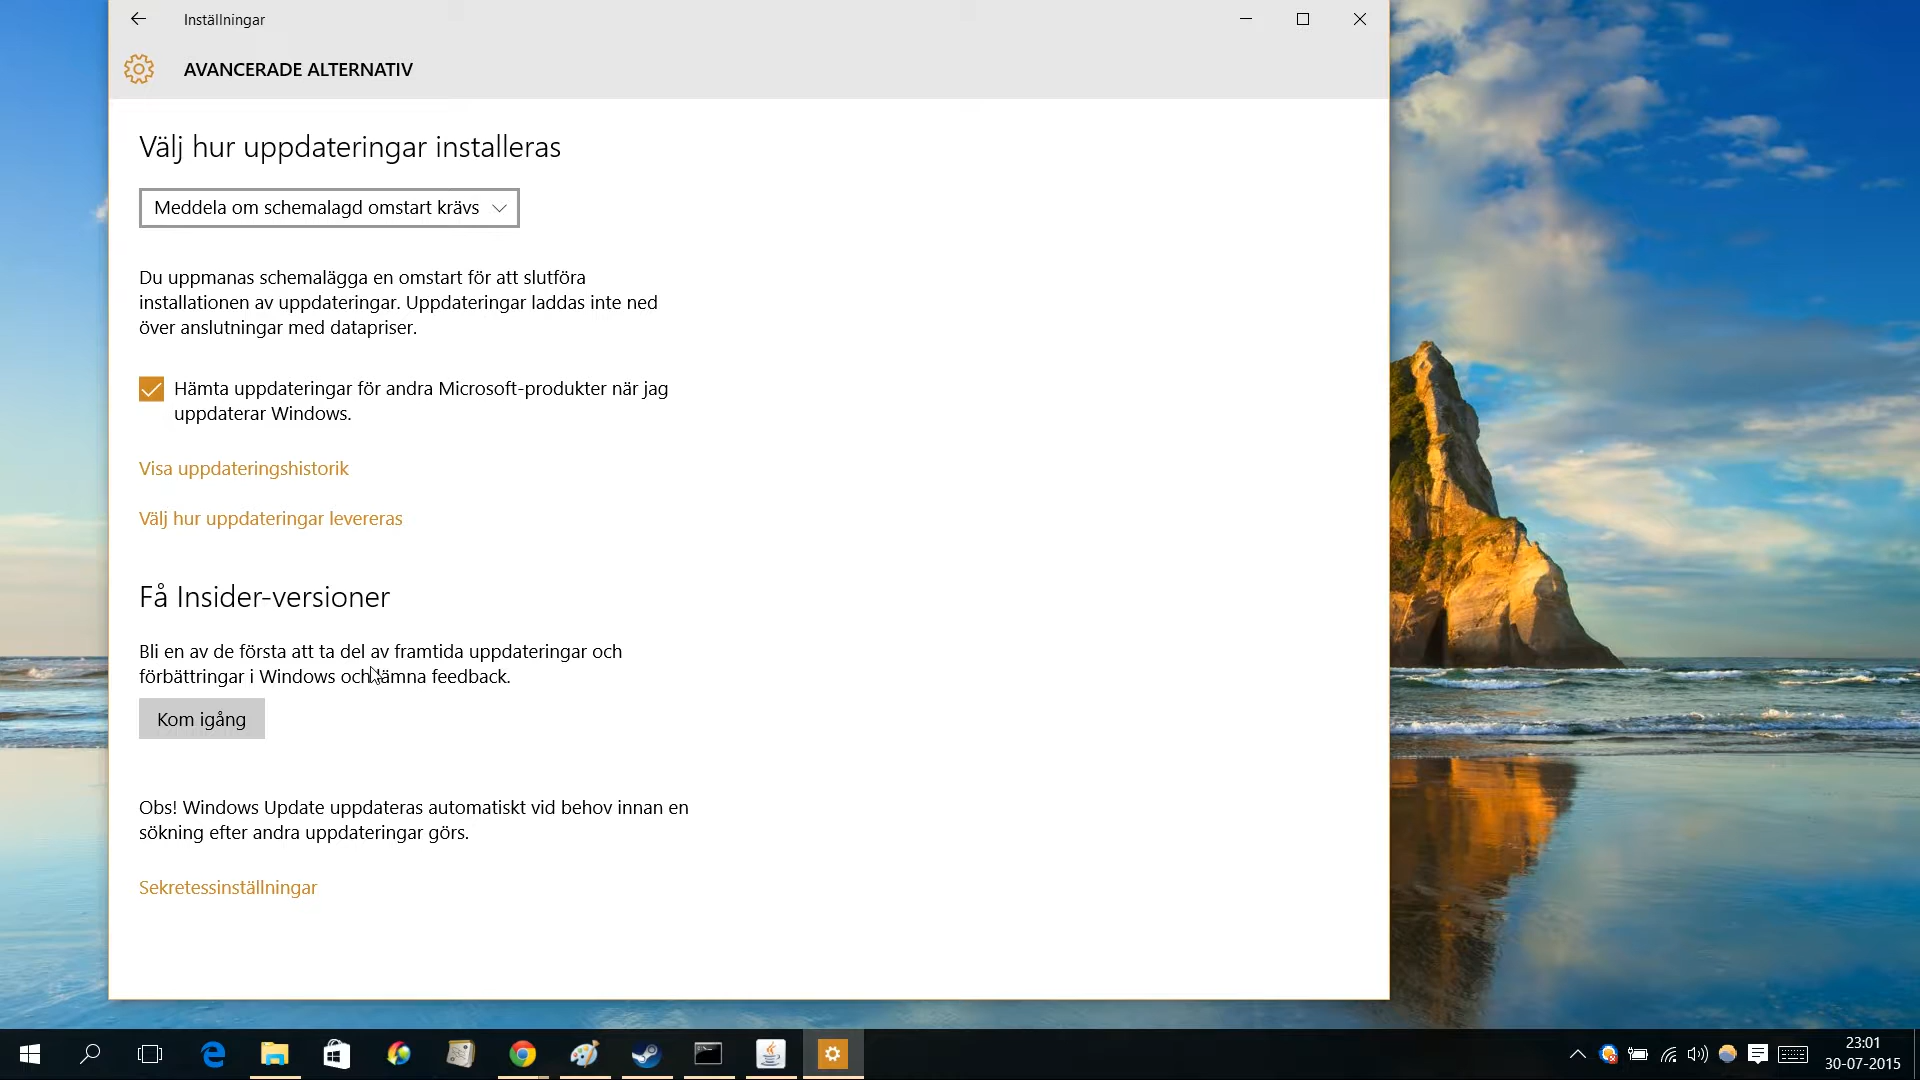 Inställningar
AVANCERADE ALTERNATIV
Välj hur uppdateringar installeras
Meddela om schemalagd omstart krävs
Du uppmanas schemalägga en omstart för att slutföra
installationen av uppdateringar. Uppdateringar laddas inte ned
över anslutningar med datapriser.
Hämta uppdateringar för andra Microsoft-produkter när jag
uppdaterar Windows.
Visa uppdateringshistorik
Välj hur uppdateringar levereras
Få Insider-versioner
Bli en av de första att ta del av framtida uppdateringar och
förbättringar i Windows och lämna feedback.
Kom igång
Obs! Windows Update uppdateras automatiskt vid behov innan en
sökning efter andra uppdateringar görs.
Sekretessinställningar
23:01
30-07-2015